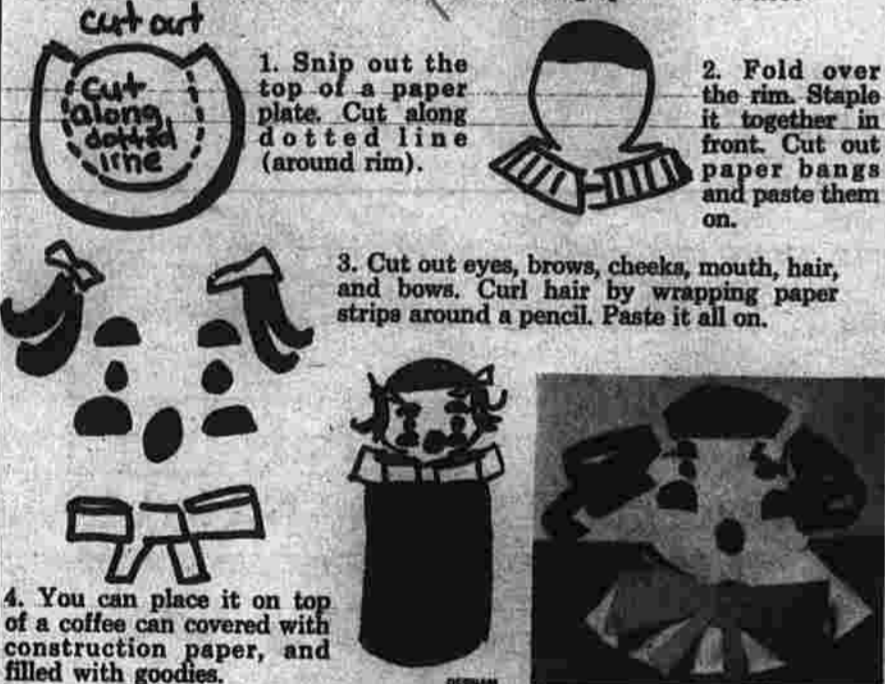 cut out
cut
along
dotted
line
1. Snip out the
top of a paper
plate. Cut along
dotted line
(around rim).
2. Fold over
the rim. Staple
it together in
front. Cut out
paper bangs
and paste them
on.
3. Cut out eyes, brows, cheeks, mouth, hair,
and bows. Curl hair by wrapping paper
strips around a pencil. Paste it all on.
4. You can place it on top
of a coffee can covered with
construction paper, and
filled with goodies.